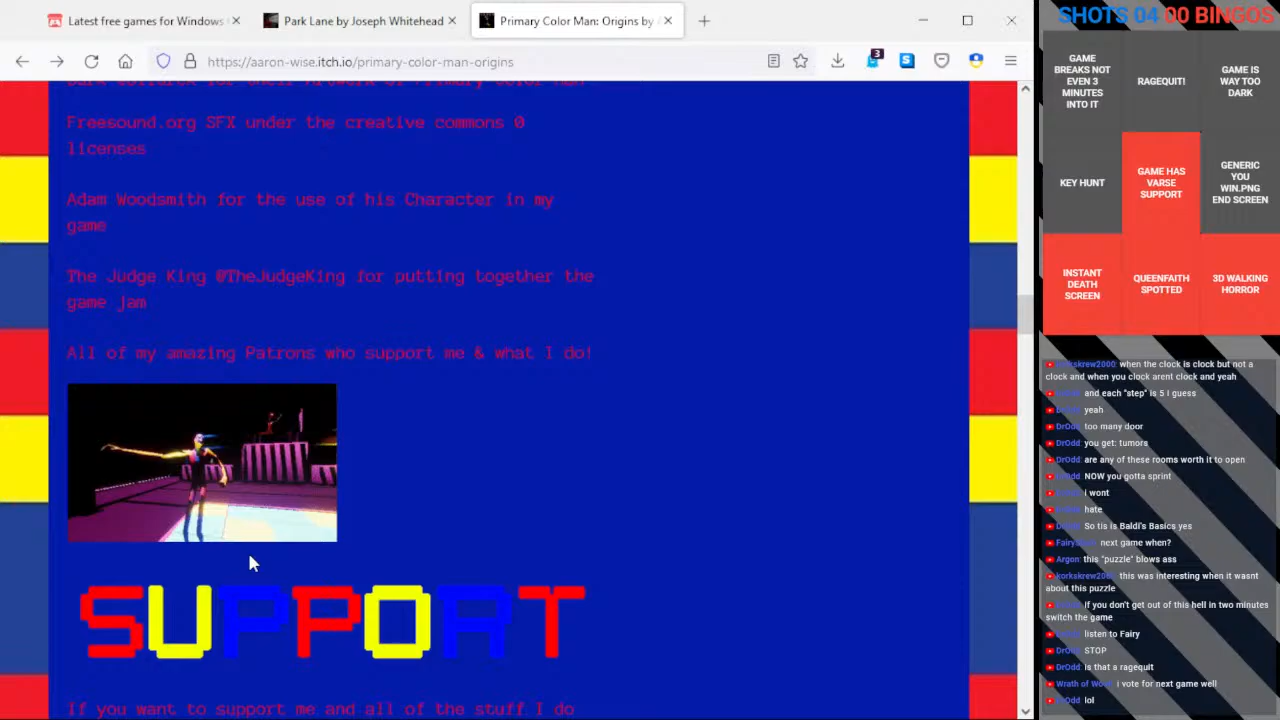 Latest free games for Windows
Park Lane by Joseph Whitehead
Primary Color Man: Origins by
https://aaron-wise.itch.io/primary-color-man-origins
3
Freesound.org SFX under the creative commons 0
licenses
Adam Woodsmith for the use of his Character in my
game
The Judge King @TheJudgeK1ng for putting together the
game jam
All of my amazing Patrons who support me & what I do!
SUPPORT
If you want to support me and all of the stuff I do
SHOTS 04 00 BINGOS
GAME
BREAKS NOT
EVEN 3
MINUTES
INTO IT
RAGEQUIT!
GAME IS
WAY TOO
DARK
KEY HUNT
GAME HAS
VARSE
SUPPORT
GENERIC
YOU
WIN.PNG
END SCREEN
INSTANT
DEATH
SCREEN
QUEENFAITH
SPOTTED
3D WALKING
HORROR
korkskrew2000: when the clock is clock but not a
clock and when you clock arent clock and yeah
and each "step" is 5 I guess
DrOdd: yeah
DrOdd: too many door
DrOdd: you get: tumors
DrOdd: are any of these rooms worth it to open
DrOdd: NOW you gotta sprint
i wont
DrOdd: hate
DrOdd: So tis is Baldi's Basics yes
next game when?
Argon: this "puzzle" blows ass
this was interesting when it wasnt
about this puzzle
If you don't get out of this hell in two minutes
switch the game
listen to Fairy
DrOdd: STOP
DrOdd: is that a ragequit
Wrath of i vote for next game well
DrOdd: lol